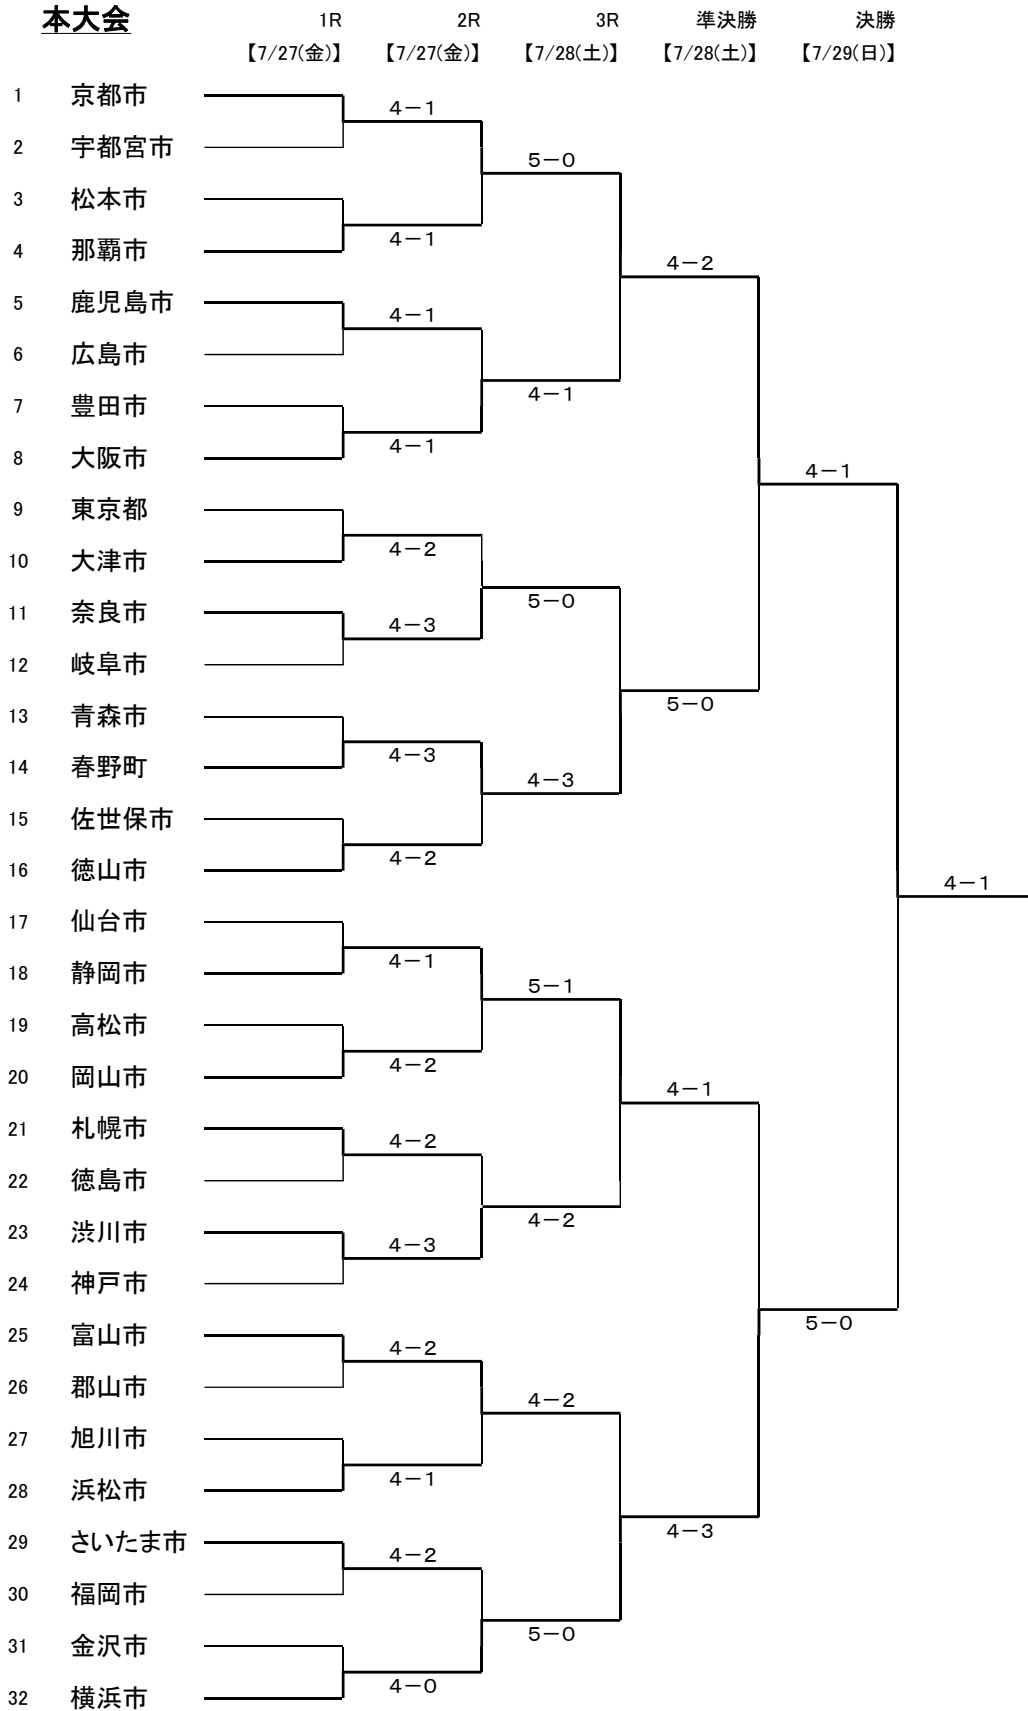 本大会 1R 2R 3R 準決勝 決勝
【7/27(金)】 【7/27(金)】 【7/28(土)】 【7/28(土)】 【7/29(日)】
1 京都市
4－1
2 宇都宮市
5－0
3 松本市
4－1
4 那覇市
4－2
5 鹿児島市
4－1
6 広島市
4－1
7 豊田市
4－1
8 大阪市
4－1
9 東京都
4－2
10 大津市
5－0
11 奈良市
4－3
12 岐阜市
5－0
13 青森市
4－3
14 春野町
4－3
15 佐世保市
4－2
16 徳山市
4－1
17 仙台市
4－1
18 静岡市
5－1
19 高松市
4－2
20 岡山市
4－1
21 札幌市
4－2
22 徳島市
4－2
23 渋川市
4－3
24 神戸市
5－0
25 富山市
4－2
26 郡山市
4－2
27 旭川市
4－1
28 浜松市
4－3
29 さいたま市
4－2
30 福岡市
5－0
31 金沢市
4－0
32 横浜市